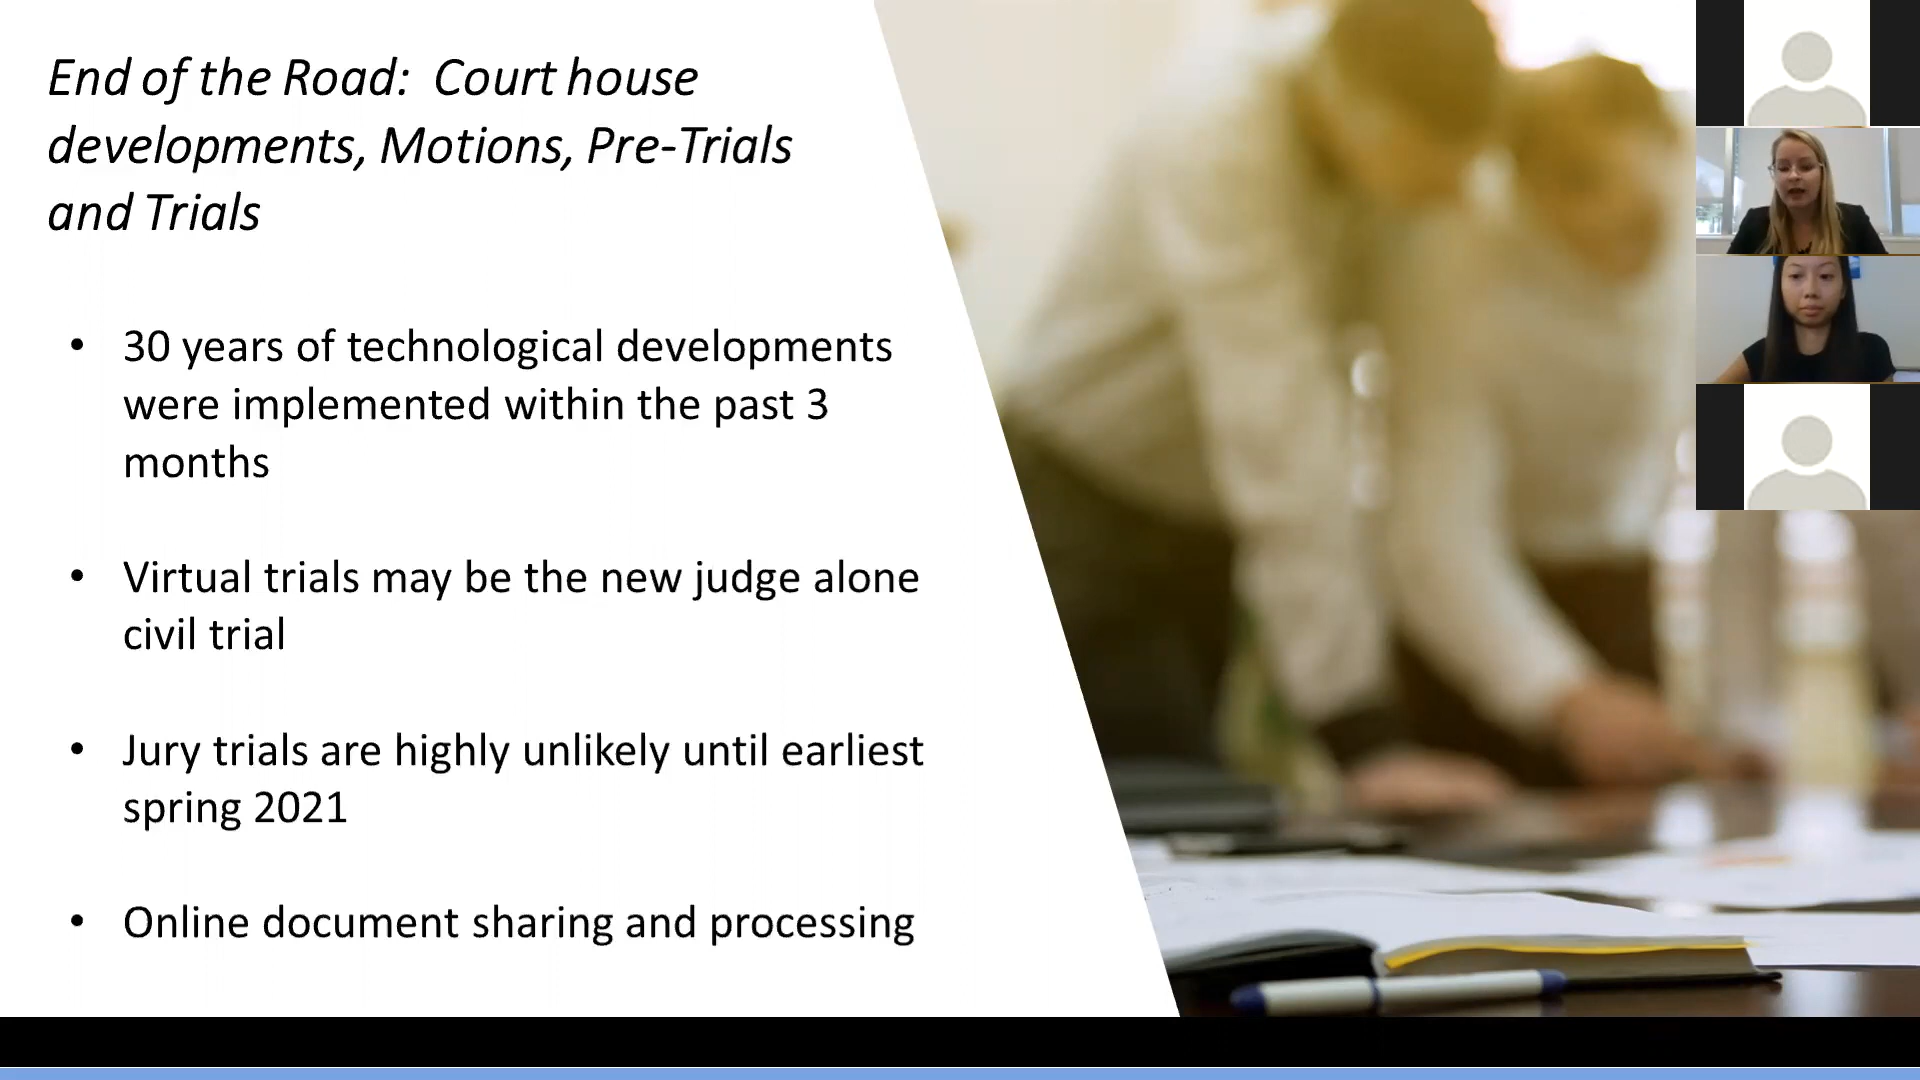 End of the Road:  Court house
developments, Motions, Pre-Trials
and Trials
• 30 years of technological developments
were implemented within the past 3
months
• Virtual trials may be the new judge alone
civil trial
• Jury trials are highly unlikely until earliest
spring 2021
• Online document sharing and processing